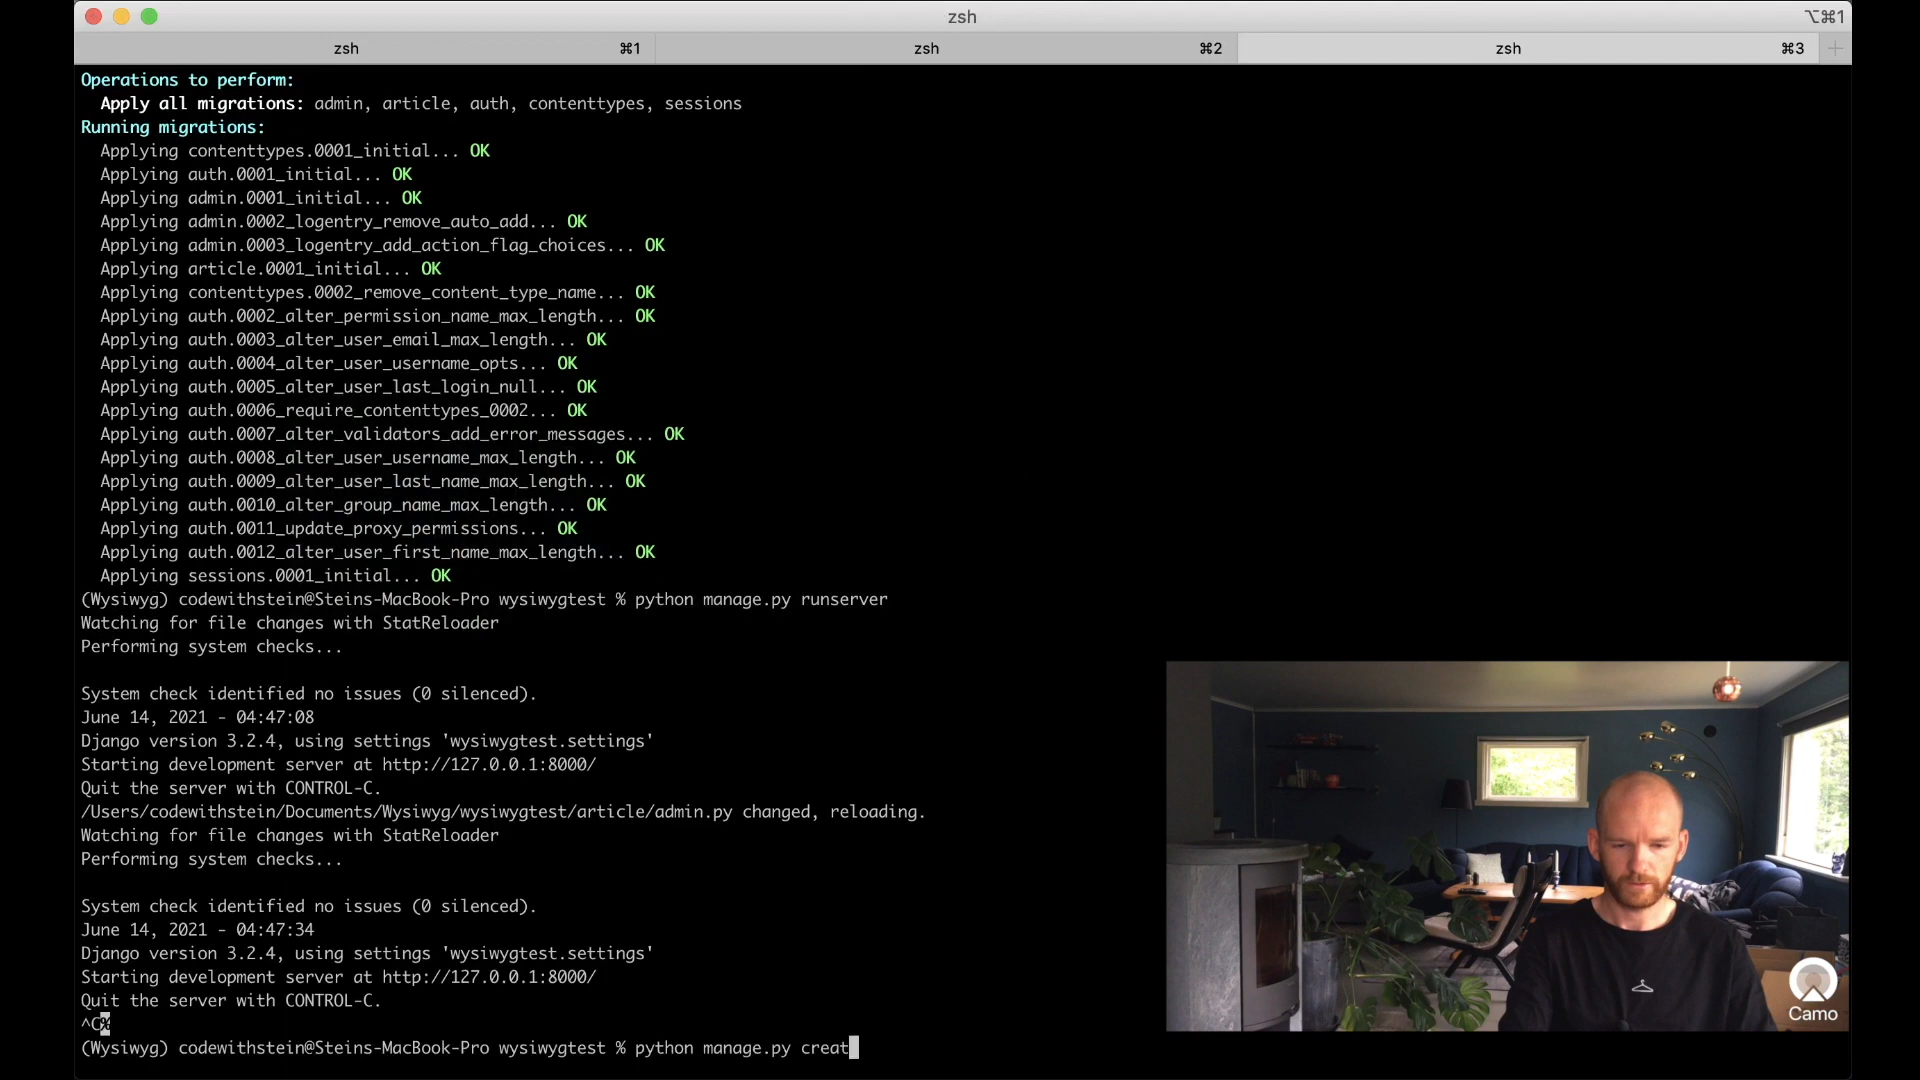 zsh
⌥⌘1
zsh ⌘1 zsh ⌘2 zsh ⌘3
Operations to perform:
Apply all migrations: admin, article, auth, contenttypes, sessions
Running migrations:
Applying contenttypes.0001_initial... OK
Applying auth.0001_initial... OK
Applying admin.0001_initial... OK
Applying admin.0002_logentry_remove_auto_add... OK
Applying admin.0003_logentry_add_action_flag_choices... OK
Applying article.0001_initial... OK
Applying contenttypes.0002_remove_content_type_name... OK
Applying auth.0002_alter_permission_name_max_length... OK
Applying auth.0003_alter_user_email_max_length... OK
Applying auth.0004_alter_user_username_opts... OK
Applying auth.0005_alter_user_last_login_null... OK
Applying auth.0006_require_contenttypes_0002... OK
Applying auth.0007_alter_validators_add_error_messages... OK
Applying auth.0008_alter_user_username_max_length... OK
Applying auth.0009_alter_user_last_name_max_length... OK
Applying auth.0010_alter_group_name_max_length... OK
Applying auth.0011_update_proxy_permissions... OK
Applying auth.0012_alter_user_first_name_max_length... OK
Applying sessions.0001_initial... OK
(Wysiwyg) codewithstein@Steins-MacBook-Pro wysiwygtest % python manage.py runserver
Watching for file changes with StatReloader
Performing system checks...
System check identified no issues (0 silenced).
June 14, 2021 - 04:47:08
Django version 3.2.4, using settings 'wysiwygtest.settings'
Starting development server at http://127.0.0.1:8000/
Quit the server with CONTROL-C.
/Users/codewithstein/Documents/Wysiwyg/wysiwygtest/article/admin.py changed, reloading.
Watching for file changes with StatReloader
Performing system checks...
System check identified no issues (0 silenced).
June 14, 2021 - 04:47:34
Django version 3.2.4, using settings 'wysiwygtest.settings'
Starting development server at http://127.0.0.1:8000/
Quit the server with CONTROL-C.
^C%
(Wysiwyg) codewithstein@Steins-MacBook-Pro wysiwygtest % python manage.py creat
Camo